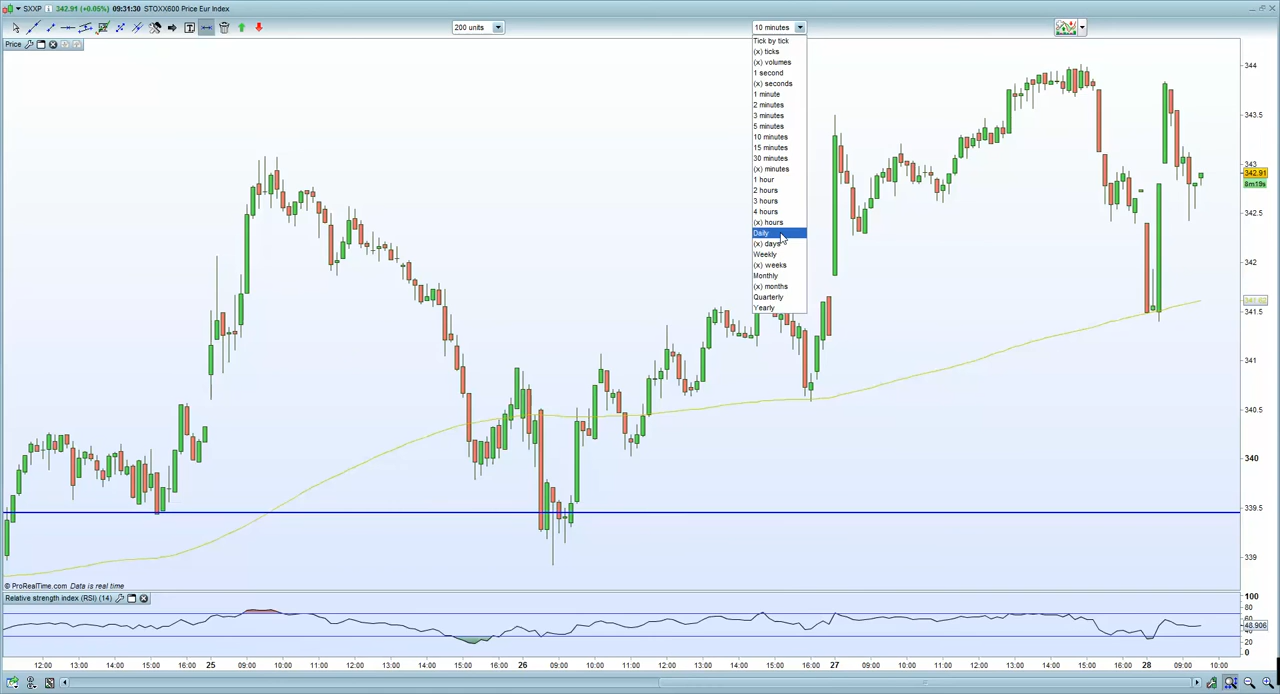 SXXP 342.91 (+0.05%) 09:31:30 STOXX600 Price Eur Index
200 units
10 minutes
Price
Tick by tick
(x) ticks
(x) volumes
1 second
(x) seconds
1 minute
2 minutes
3 minutes
5 minutes
10 minutes
15 minutes
30 minutes
(x) minutes
1 hour
2 hours
3 hours
4 hours
(x) hours
Daily
(x) days
Weekly
(x) weeks
Monthly
(x) months
Quarterly
Yearly
344
343.5
343
342.91
8m19s
342.5
342
341.5
341
340.5
340
339.5
339
© ProRealTime.com Data is real time
Relative strength index (RSI) (14)
100
80
60
48.906
40
20
0
12:00 13:00 14:00 15:00 25 09:00 10:00 11:00 12:00 13:00 14:00 15:00 16:00 26 09:00 10:00 11:00 12:00 13:00 14:00 15:00 16:00 27 09:00 10:00 11:00 12:00 13:00 14:00 15:00 16:00 28 09:00 10:00